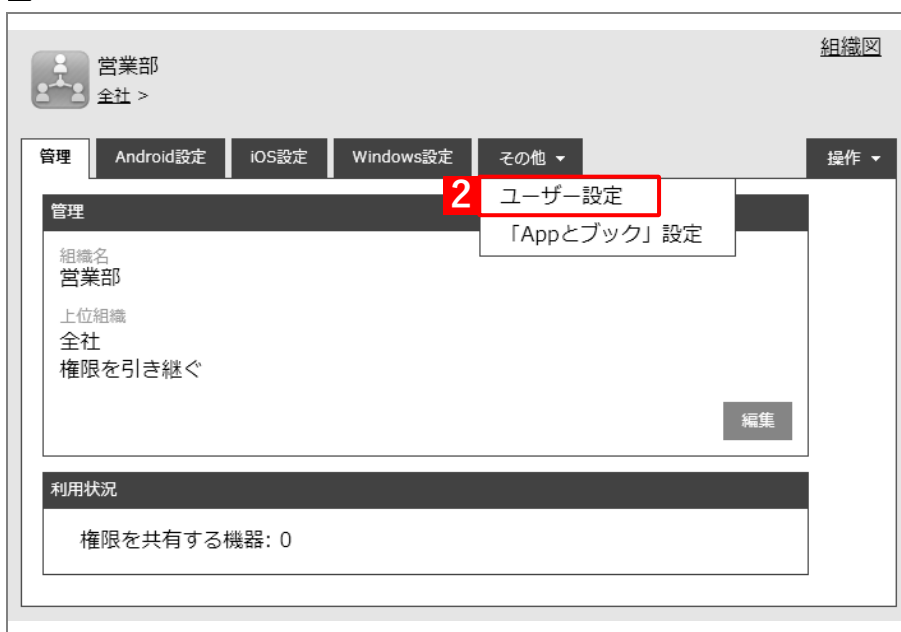 組織図
営業部
全社 >
管理 Android設定 iOS設定 Windows設定 その他 ▼ 操作 ▼
2 ユーザー設定
「Appとブック」設定
管理
組織名
営業部
上位組織
全社
権限を引き継ぐ
編集
利用状況
権限を共有する機器: 0